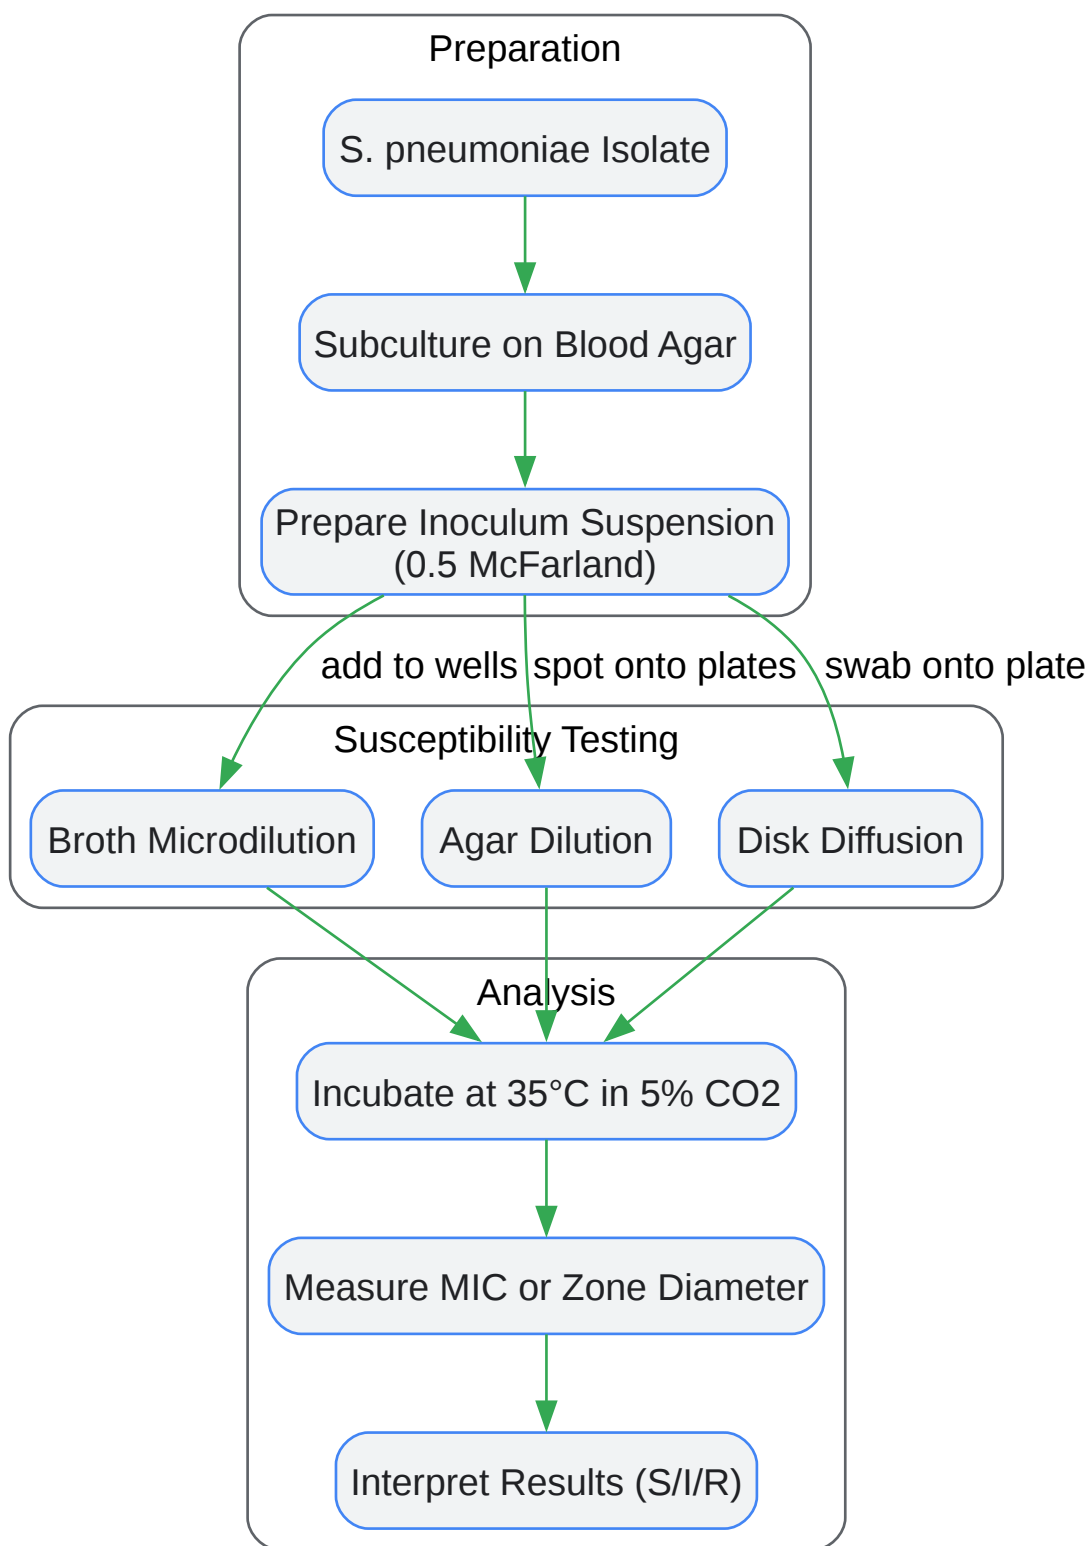 Preparation
S. pneumoniae Isolate
Subculture on Blood Agar
Prepare Inoculum Suspension
(0.5 McFarland)
add to wells
spot onto plates
swab onto plate
Susceptibility Testing
Broth Microdilution
Agar Dilution
Disk Diffusion
Analysis
Incubate at 35°C in 5% CO2
Measure MIC or Zone Diameter
Interpret Results (S/I/R)